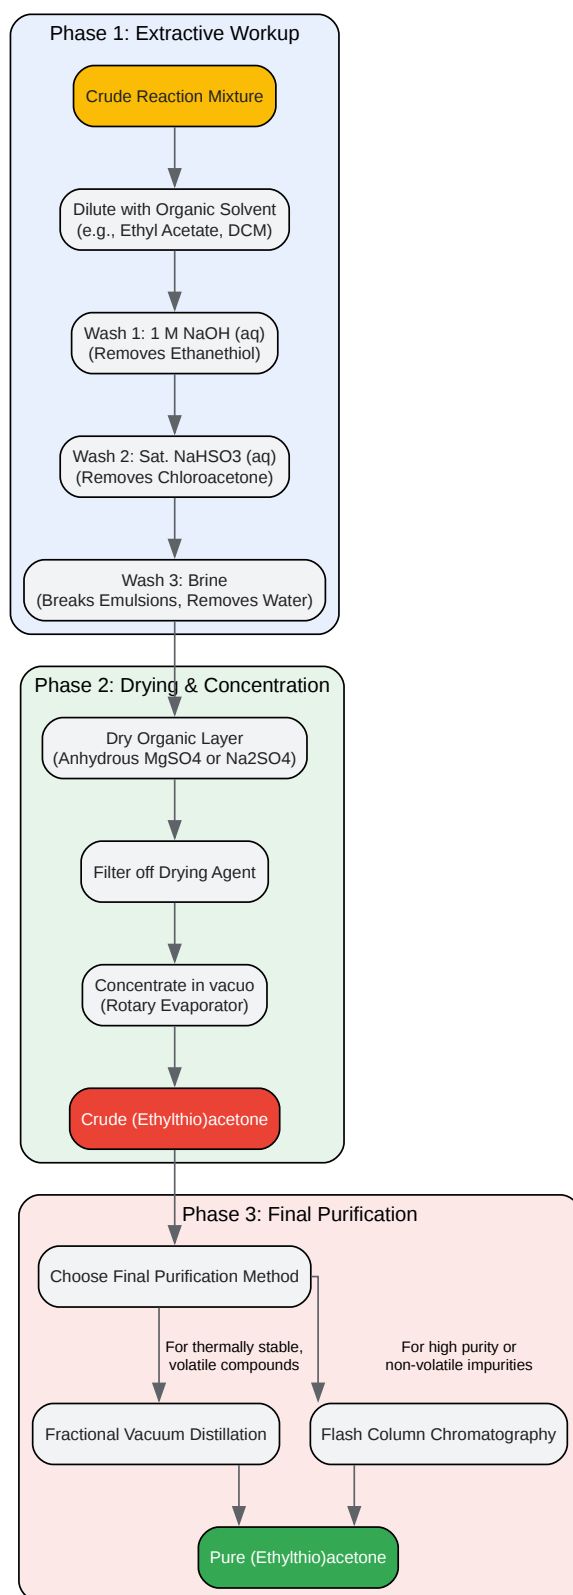 Phase 1: Extractive Workup
Crude Reaction Mixture
Dilute with Organic Solvent
(e.g., Ethyl Acetate, DCM)
Wash 1: 1 M NaOH (aq)
(Removes Ethanethiol)
Wash 2: Sat. NaHSO3 (aq)
(Removes Chloroacetone)
Wash 3: Brine
(Breaks Emulsions, Removes Water)
Phase 2: Drying & Concentration
Dry Organic Layer
(Anhydrous MgSO4 or Na2SO4)
Filter off Drying Agent
Concentrate in vacuo
(Rotary Evaporator)
Crude (Ethylthio)acetone
Phase 3: Final Purification
Choose Final Purification Method
For thermally stable,
volatile compounds
For high purity or
non-volatile impurities
Fractional Vacuum Distillation
Flash Column Chromatography
Pure (Ethylthio)acetone